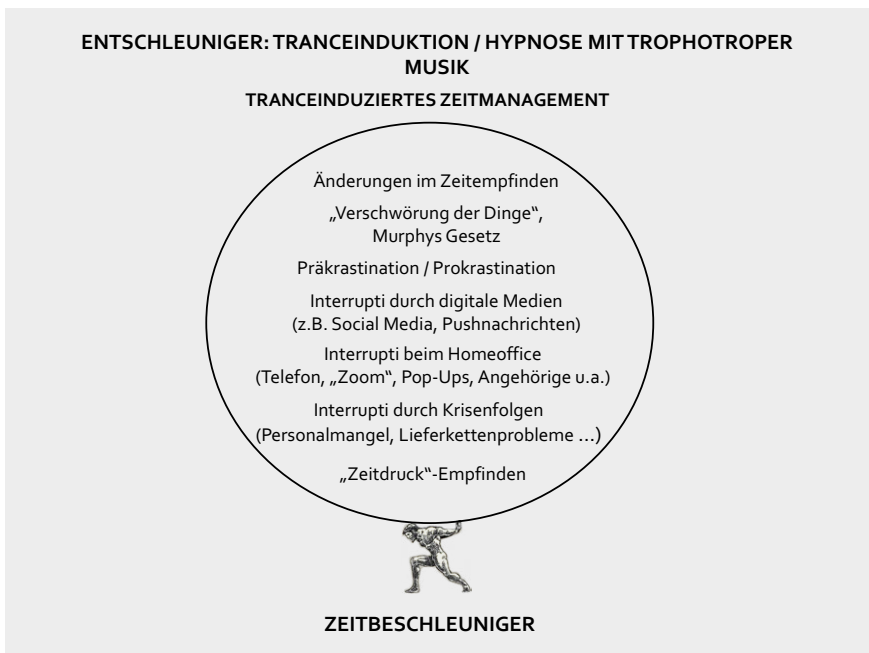 ENTSCHLEUNIGER: TRANCEINDUKTION / HYPNOSE MIT TROPHOTROPER
MUSIK
TRANCEINDUZIERTES ZEITMANAGEMENT
Änderungen im Zeitempfinden
„Verschwörung der Dinge“,
Murphys Gesetz
Präkrastination / Prokrastination
Interrupti durch digitale Medien
(z.B. Social Media, Pushnachrichten)
Interrupti beim Homeoffice
(Telefon, „Zoom“, Pop-Ups, Angehörige u.a.)
Interrupti durch Krisenfolgen
(Personalmangel, Lieferkettenprobleme ...)
„Zeitdruck“-Empfinden
ZEITBESCHLEUNIGER